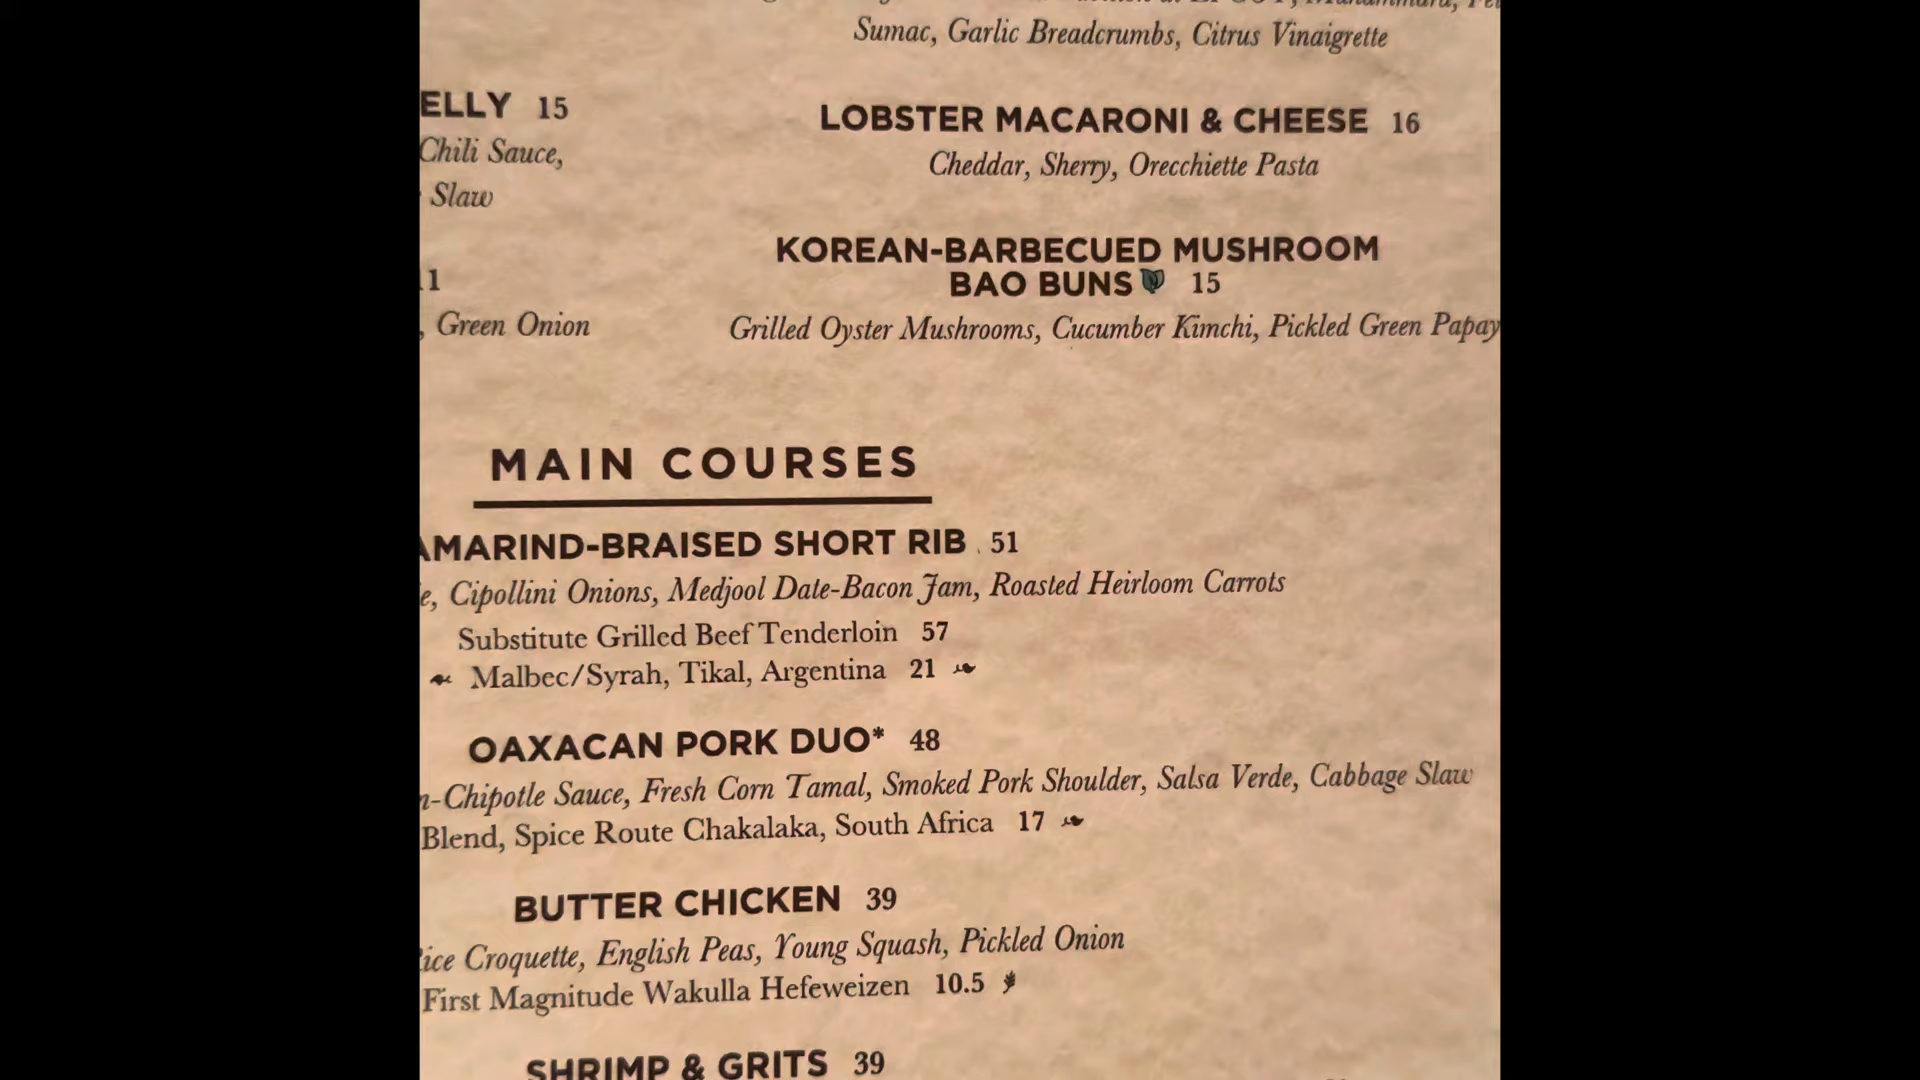 Sumac, Garlic Breadcrumbs, Citrus Vinaigrette
ELLY 15
Chili Sauce,
Slaw
11
, Green Onion
LOBSTER MACARONI & CHEESE 16
Cheddar, Sherry, Orecchiette Pasta
KOREAN-BARBECUED MUSHROOM
BAO BUNS 15
Grilled Oyster Mushrooms, Cucumber Kimchi, Pickled Green Papay
MAIN COURSES
AMARIND-BRAISED SHORT RIB 51
e, Cipollini Onions, Medjool Date-Bacon Jam, Roasted Heirloom Carrots
Substitute Grilled Beef Tenderloin 57
Malbec/Syrah, Tikal, Argentina 21
OAXACAN PORK DUO* 48
n-Chipotle Sauce, Fresh Corn Tamal, Smoked Pork Shoulder, Salsa Verde, Cabbage Slaw
Blend, Spice Route Chakalaka, South Africa 17
BUTTER CHICKEN 39
ice Croquette, English Peas, Young Squash, Pickled Onion
First Magnitude Wakulla Hefeweizen 10.5
SHRIMP & GRITS 39